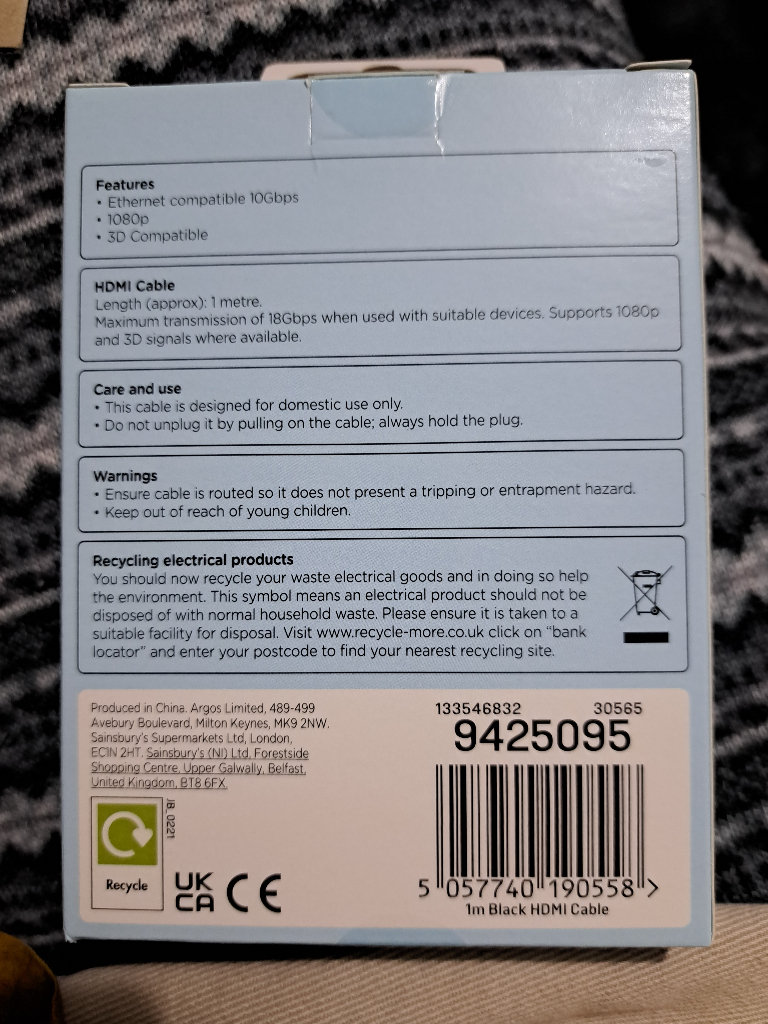 Features
• Ethernet compatible 10Gbps
• 1080p
• 3D Compatible
HDMI Cable
Length (approx): 1 metre.
Maximum transmission of 18Gbps when used with suitable devices. Supports 1080p
and 3D signals where available.
Care and use
• This cable is designed for domestic use only.
• Do not unplug it by pulling on the cable; always hold the plug.
Warnings
• Ensure cable is routed so it does not present a tripping or entrapment hazard.
• Keep out of reach of young children.
Recycling electrical products
You should now recycle your waste electrical goods and in doing so help
the environment. This symbol means an electrical product should not be
disposed of with normal household waste. Please ensure it is taken to a
suitable facility for disposal. Visit www.recycle-more.co.uk click on “bank
locator” and enter your postcode to find your nearest recycling site.
Produced in China. Argos Limited, 489-499
Avebury Boulevard, Milton Keynes, MK9 2NW.
Sainsbury's Supermarkets Ltd, London,
EC1N 2HT. Sainsbury's (NI) Ltd. Forestside
Shopping Centre, Upper Galwally, Belfast,
United Kingdom, BT8 6FX.
JB_0221
Recycle
UK
CA CE
133546832 30565
9425095
5 057740 190558 >
1m Black HDMI Cable